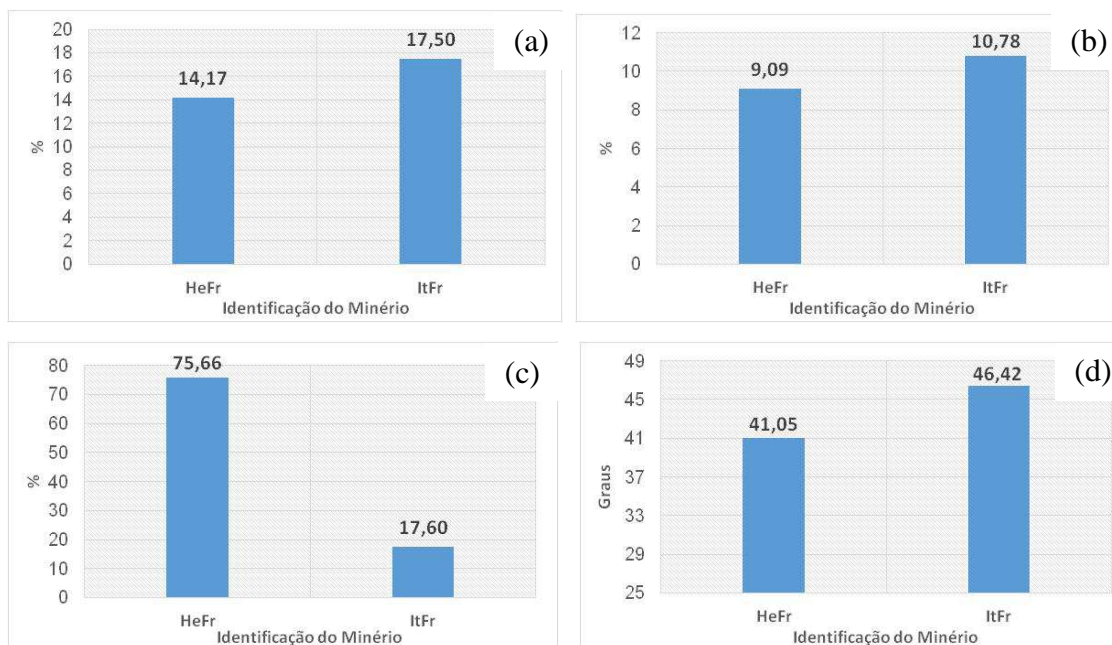 (a)
20
18
16
14
12
10
8
6
4
2
0
%
14,17
17,50
HeFr
ItFr
Identificação do Minério
(b)
12
10
8
6
4
2
0
%
9,09
10,78
HeFr
ItFr
Identificação do Minério
(c)
80
70
60
50
40
30
20
10
0
%
75,66
17,60
HeFr
ItFr
Identificação do Minério
(d)
49
45
41
37
33
29
25
Graus
41,05
46,42
HeFr
ItFr
Identificação do Minério